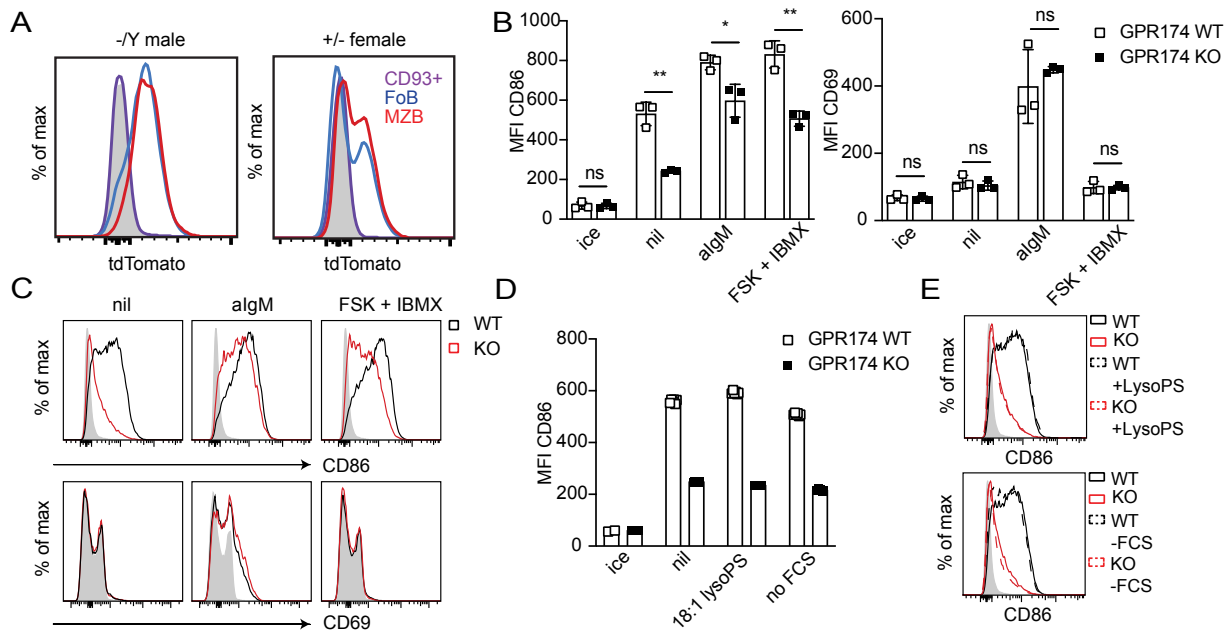 A
-/Y male
+/- female
CD93+
FoB
MZB
% of max
% of max
tdTomato
tdTomato
B
MFI CD86
1000
800
600
400
200
0
ns
**
*
**
ice
nil
aIgM
FSK + IBMX
MFI CD69
600
400
200
0
ns
ns
ns
ns
ice
nil
aIgM
FSK + IBMX
GPR174 WT
GPR174 KO
C
nil
aIgM
FSK + IBMX
WT
KO
% of max
CD86
% of max
CD69
D
MFI CD86
800
600
400
200
0
ice
nil
18:1 lysoPS
no FCS
GPR174 WT
GPR174 KO
E
% of max
CD86
WT
KO
WT
+LysoPS
KO
+LysoPS
% of max
CD86
WT
KO
WT
-FCS
KO
-FCS